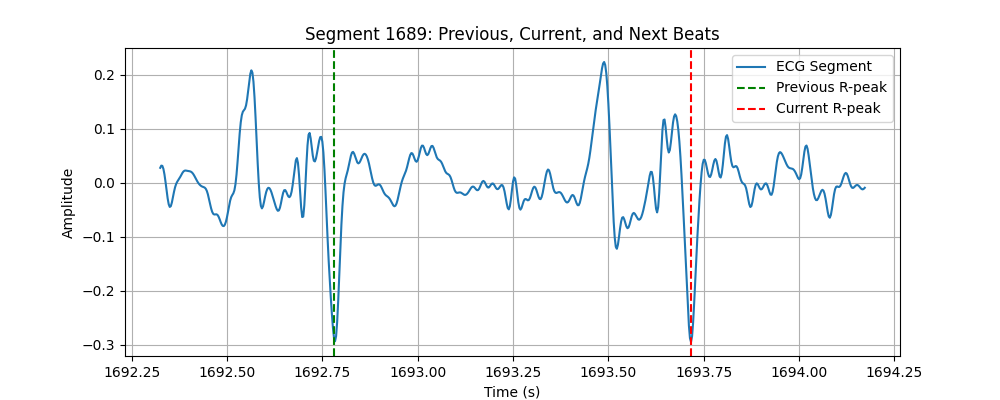 Segment 1689: Previous, Current, and Next Beats
ECG Segment
Previous R-peak
Current R-peak
0.2
0.1
0.0
−0.1
−0.2
−0.3
Amplitude
1692.25 1692.50 1692.75 1693.00 1693.25 1693.50 1693.75 1694.00 1694.25
Time (s)